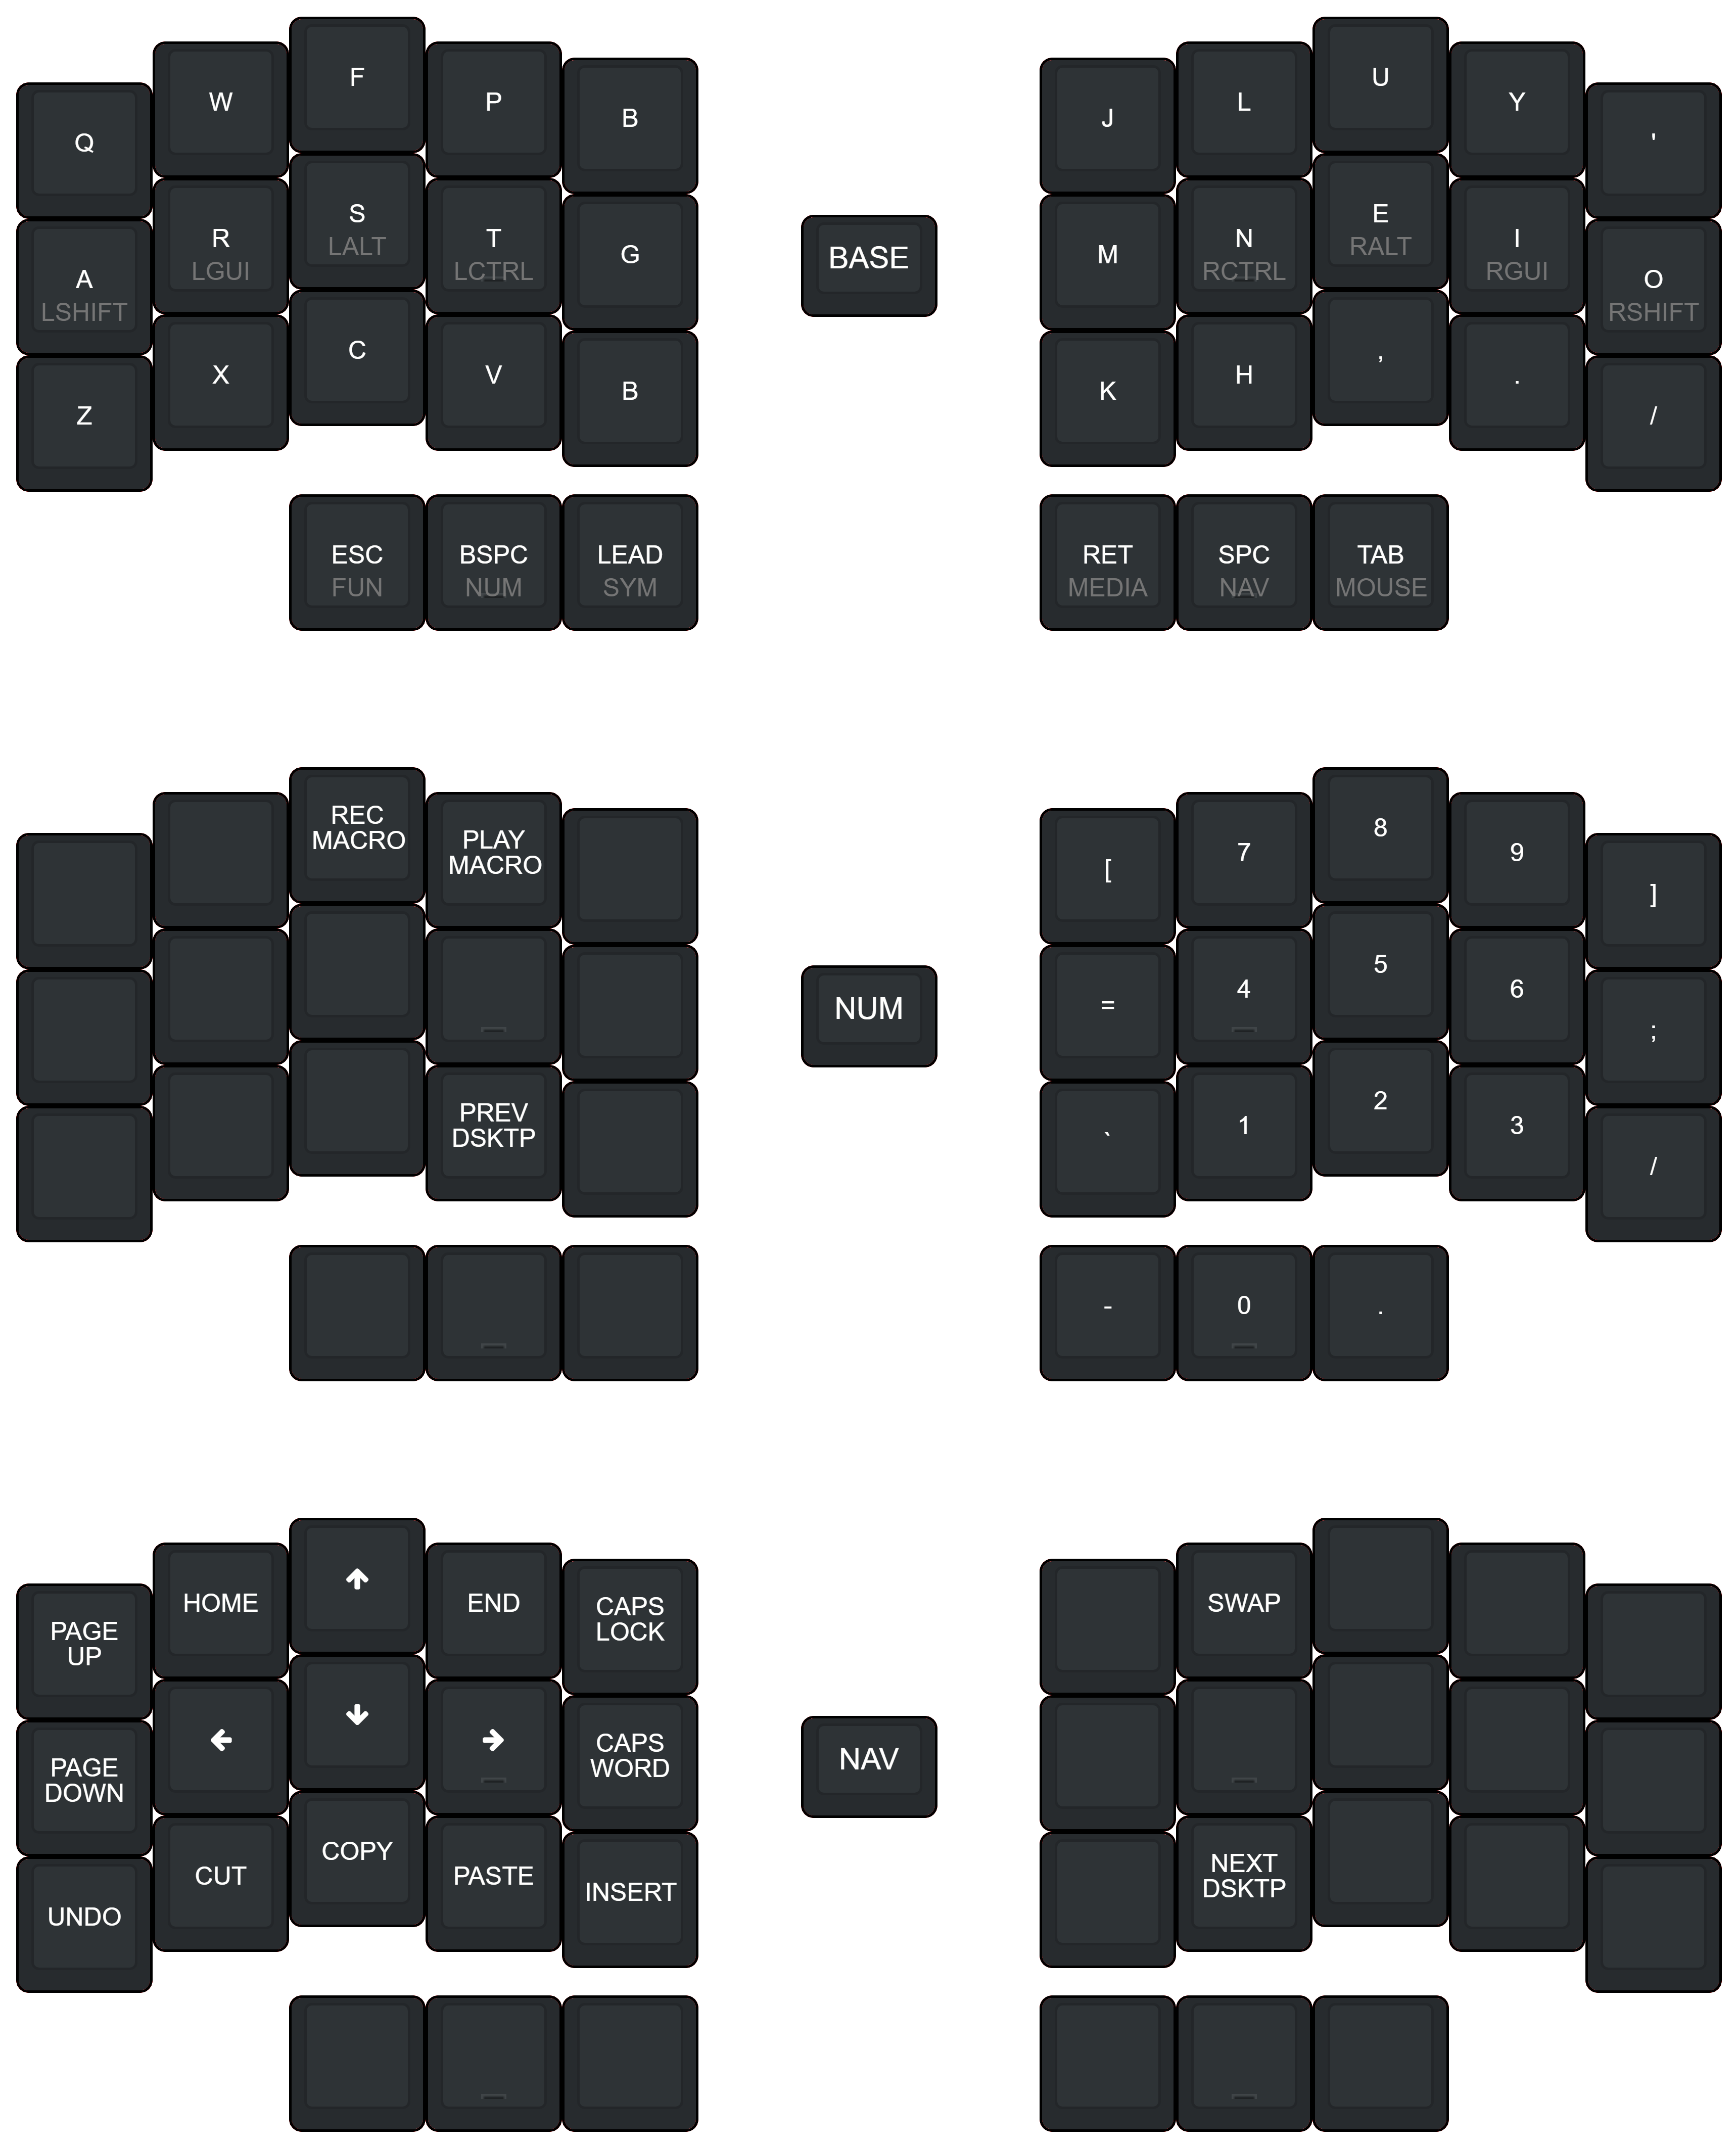 Q W F P B
J L U Y '
A R S T G
LSHIFT LGUI LALT LCTRL
BASE
M N E I O
RCTRL RALT RGUI RSHIFT
Z X C V B
K H , . /
ESC BSPC LEAD
FUN NUM SYM
RET SPC TAB
MEDIA NAV MOUSE
REC
MACRO
PLAY
MACRO
[ 7 8 9 ]
NUM
= 4 5 6 ;
PREV
DSKTP
` 1 2 3 /
- 0 .
PAGE
UP
HOME ↑ END
CAPS
LOCK
SWAP
PAGE
DOWN
← ↓ →
CAPS
WORD
NAV
UNDO CUT COPY PASTE INSERT
NEXT
DSKTP